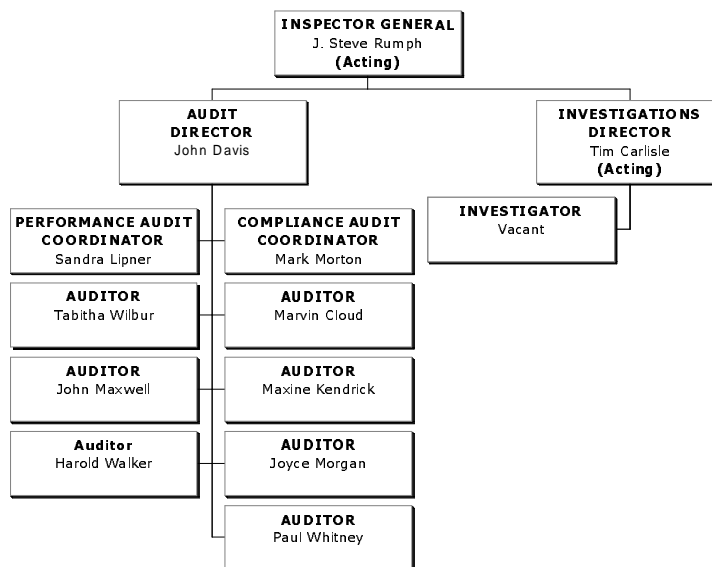 INSPECTOR GENERAL
J. Steve Rumph
(Acting)
AUDIT
DIRECTOR
John Davis
INVESTIGATIONS
DIRECTOR
Tim Carlisle
(Acting)
PERFORMANCE AUDIT
COORDINATOR
Sandra Lipner
COMPLIANCE AUDIT
COORDINATOR
Mark Morton
INVESTIGATOR
Vacant
AUDITOR
Tabitha Wilbur
AUDITOR
Marvin Cloud
AUDITOR
John Maxwell
AUDITOR
Maxine Kendrick
Auditor
Harold Walker
AUDITOR
Joyce Morgan
AUDITOR
Paul Whitney